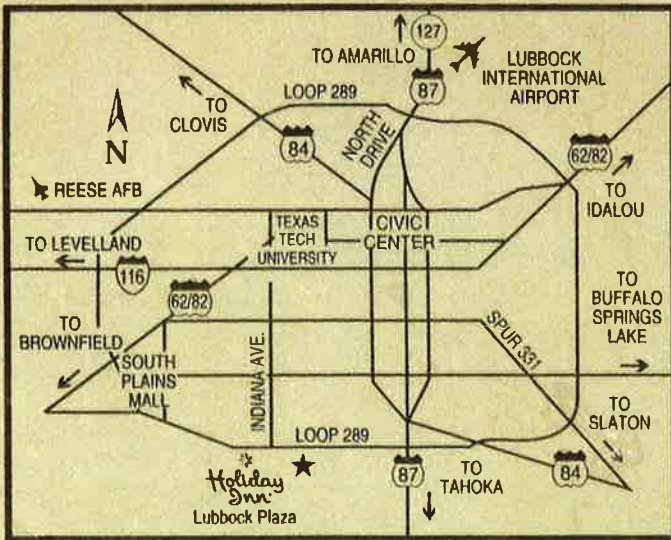 127
TO AMARILLO
LUBBOCK
INTERNATIONAL
AIRPORT
87
LOOP 289
TO
CLOVIS
84
NORTH
DRIVE
62/82
N
REESE AFB
TO
IDALOU
TEXAS
TECH
UNIVERSITY
CIVIC
CENTER
TO LEVELLAND
116
62/82
TO
BUFFALO
SPRINGS
LAKE
TO
BROWNFIELD
SPUR 331
SOUTH
PLAINS
MALL
INDIANA AVE.
TO
SLATON
LOOP 289
Holiday
Inn
Lubbock Plaza
87
TO
TAHOKA
84